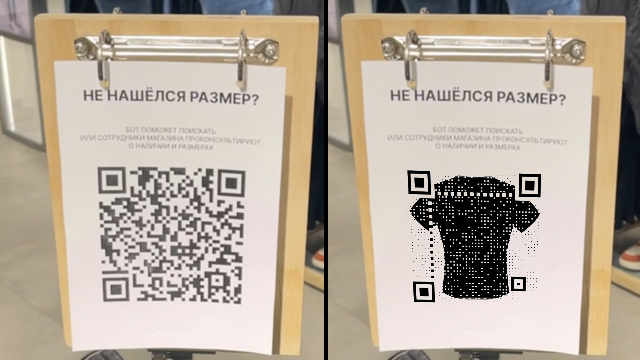 НЕ НАШЁЛСЯ РАЗМЕР?
БОТ ПОМОЖЕТ ПОИСКАТЬ
ИЛИ СОТРУДНИКИ МАГАЗИНА ПРОКОНСУЛЬТИРУЮТ
О НАЛИЧИИ И РАЗМЕРАХ
НЕ НАШЁЛСЯ РАЗМЕР?
БОТ ПОМОЖЕТ ПОИСКАТЬ
ИЛИ СОТРУДНИКИ МАГАЗИНА ПРОКОНСУЛЬТИРУЮТ
О НАЛИЧИИ И РАЗМЕРАХ